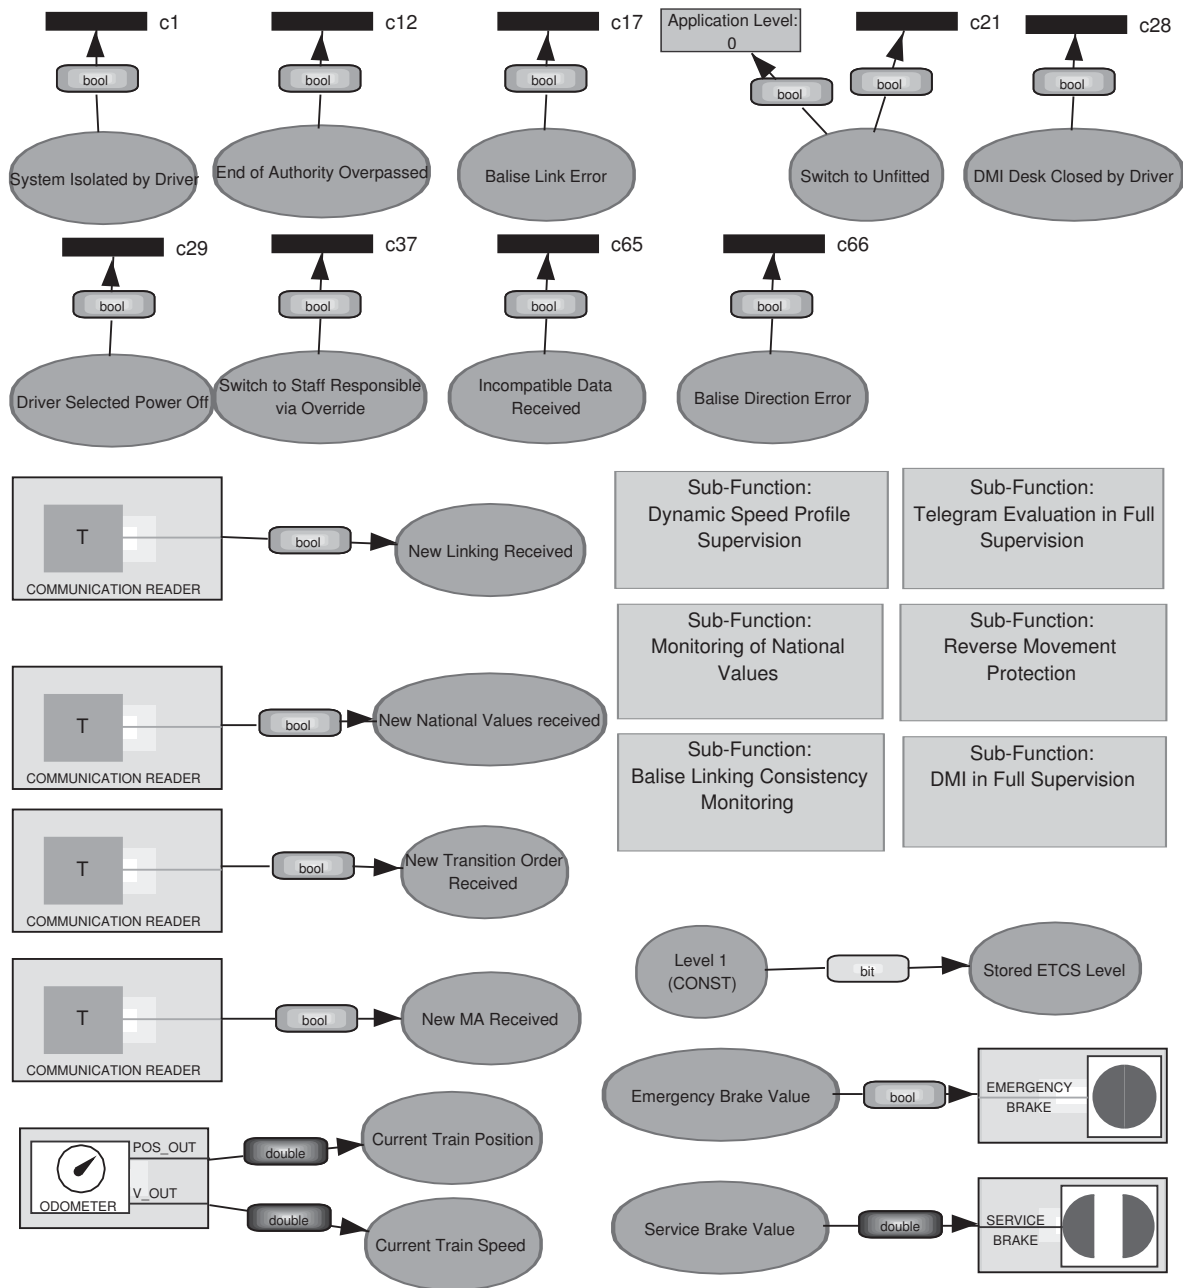 c1
c12
c17
Application Level:
0
c21
c28
bool
bool
bool
bool
bool
bool
System Isolated by Driver
End of Authority Overpassed
Balise Link Error
Switch to Unfitted
DMI Desk Closed by Driver
c29
c37
c65
c66
bool
bool
bool
bool
Driver Selected Power Off
Switch to Staff Responsible
via Override
Incompatible Data
Received
Balise Direction Error
T
COMMUNICATION READER
bool
New Linking Received
Sub-Function:
Dynamic Speed Profile
Supervision
Sub-Function:
Telegram Evaluation in Full
Supervision
T
COMMUNICATION READER
bool
New National Values received
Sub-Function:
Monitoring of National
Values
Sub-Function:
Reverse Movement
Protection
Sub-Function:
Balise Linking Consistency
Monitoring
Sub-Function:
DMI in Full Supervision
T
COMMUNICATION READER
bool
New Transition Order
Received
T
COMMUNICATION READER
bool
New MA Received
Level 1
(CONST)
bit
Stored ETCS Level
Emergency Brake Value
bool
EMERGENCY
BRAKE
POS_OUT
V_OUT
ODOMETER
double
Current Train Position
double
Current Train Speed
Service Brake Value
double
SERVICE
BRAKE